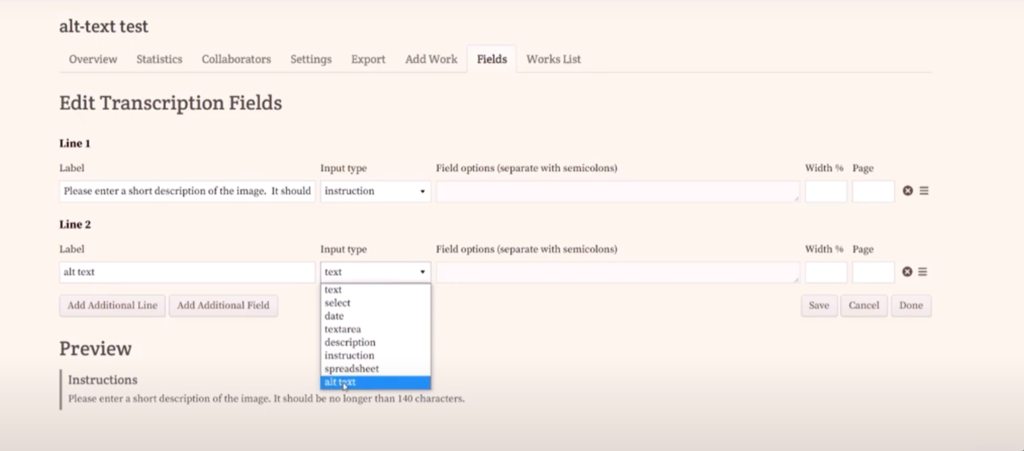 alt-text test
Overview Statistics Collaborators Settings Export Add Work Fields Works List
Edit Transcription Fields
Line 1
Label Input type Field options (separate with semicolons) Width % Page
Please enter a short description of the image. It should instruction
Line 2
Label Input type Field options (separate with semicolons) Width % Page
alt text text
text
select
date
textarea
description
instruction
spreadsheet
alt text
Add Additional Line Add Additional Field Save Cancel Done
Preview
Instructions
Please enter a short description of the image. It should be no longer than 140 characters.